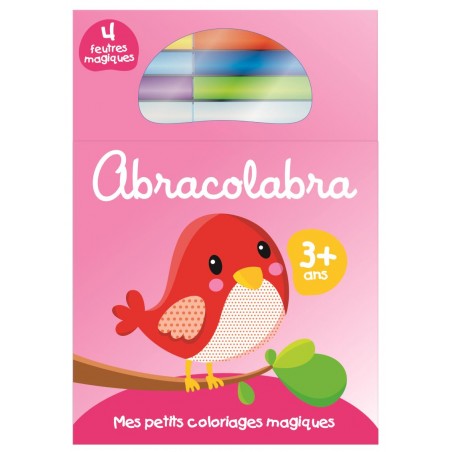 4
feutres
magiques
Abracolabra
3+
ans
Mes petits coloriages magiques